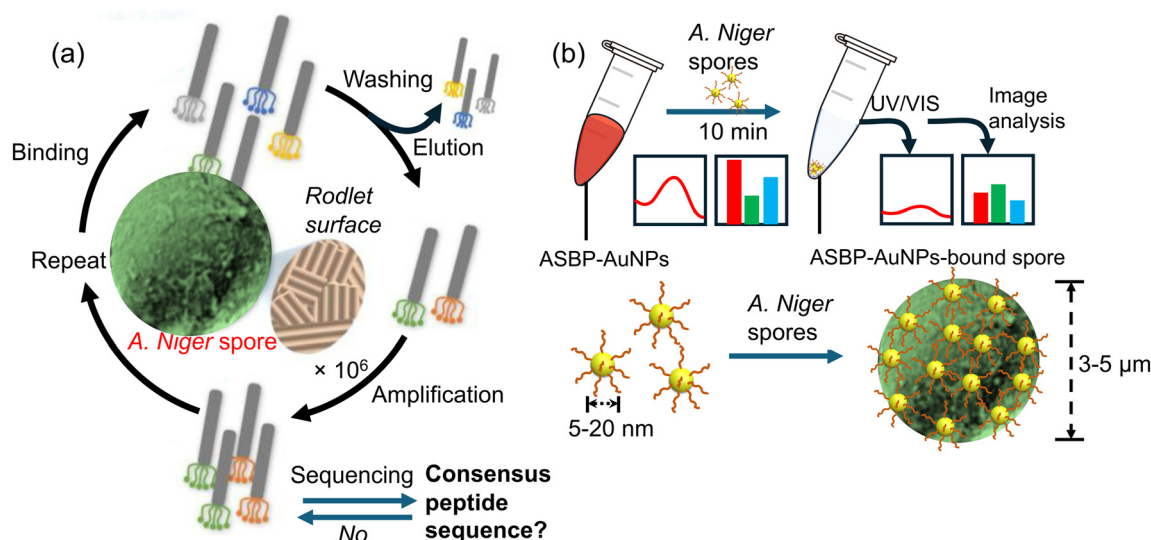 (a)
Washing
Elution
Binding
Rodlet
surface
Repeat
A. Niger spore
× 10⁶
Amplification
Sequencing
No
Consensus
peptide
sequence?
(b)
A. Niger
spores
10 min
UV/VIS
Image
analysis
ASBP-AuNPs
ASBP-AuNPs-bound spore
A. Niger
spores
5-20 nm
3-5 µm